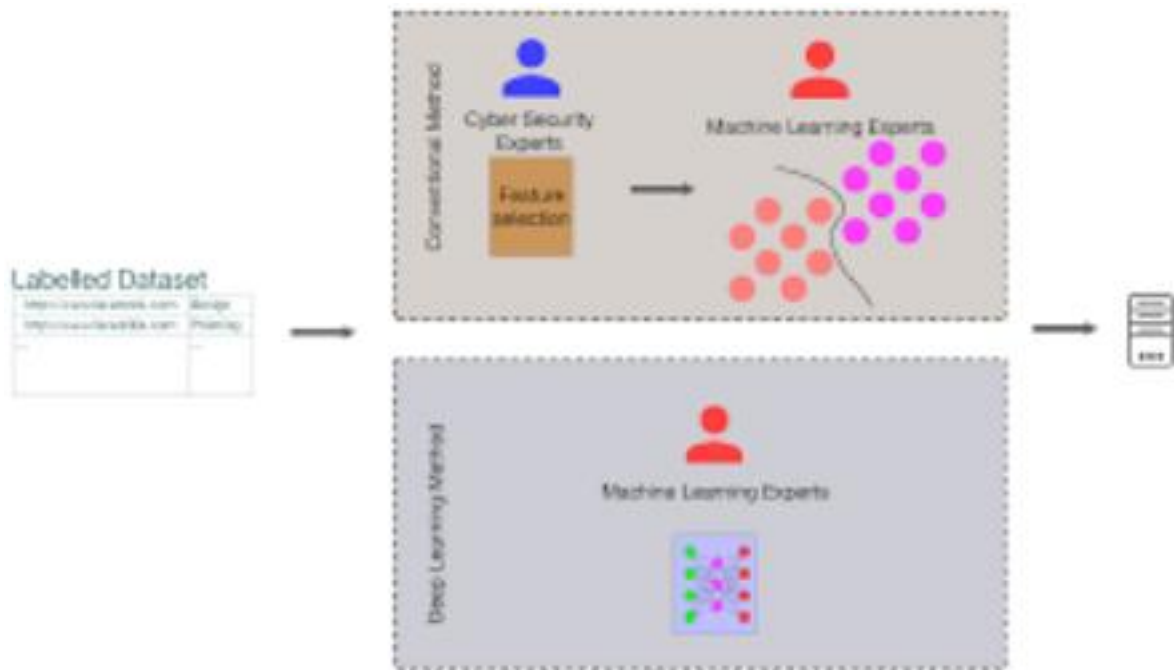 Conventional Method
Cyber Security
Experts
Feature
selection
Machine Learning Experts
Labelled Dataset
Benign
Phishing
...
...
Deep Learning Method
Machine Learning Experts